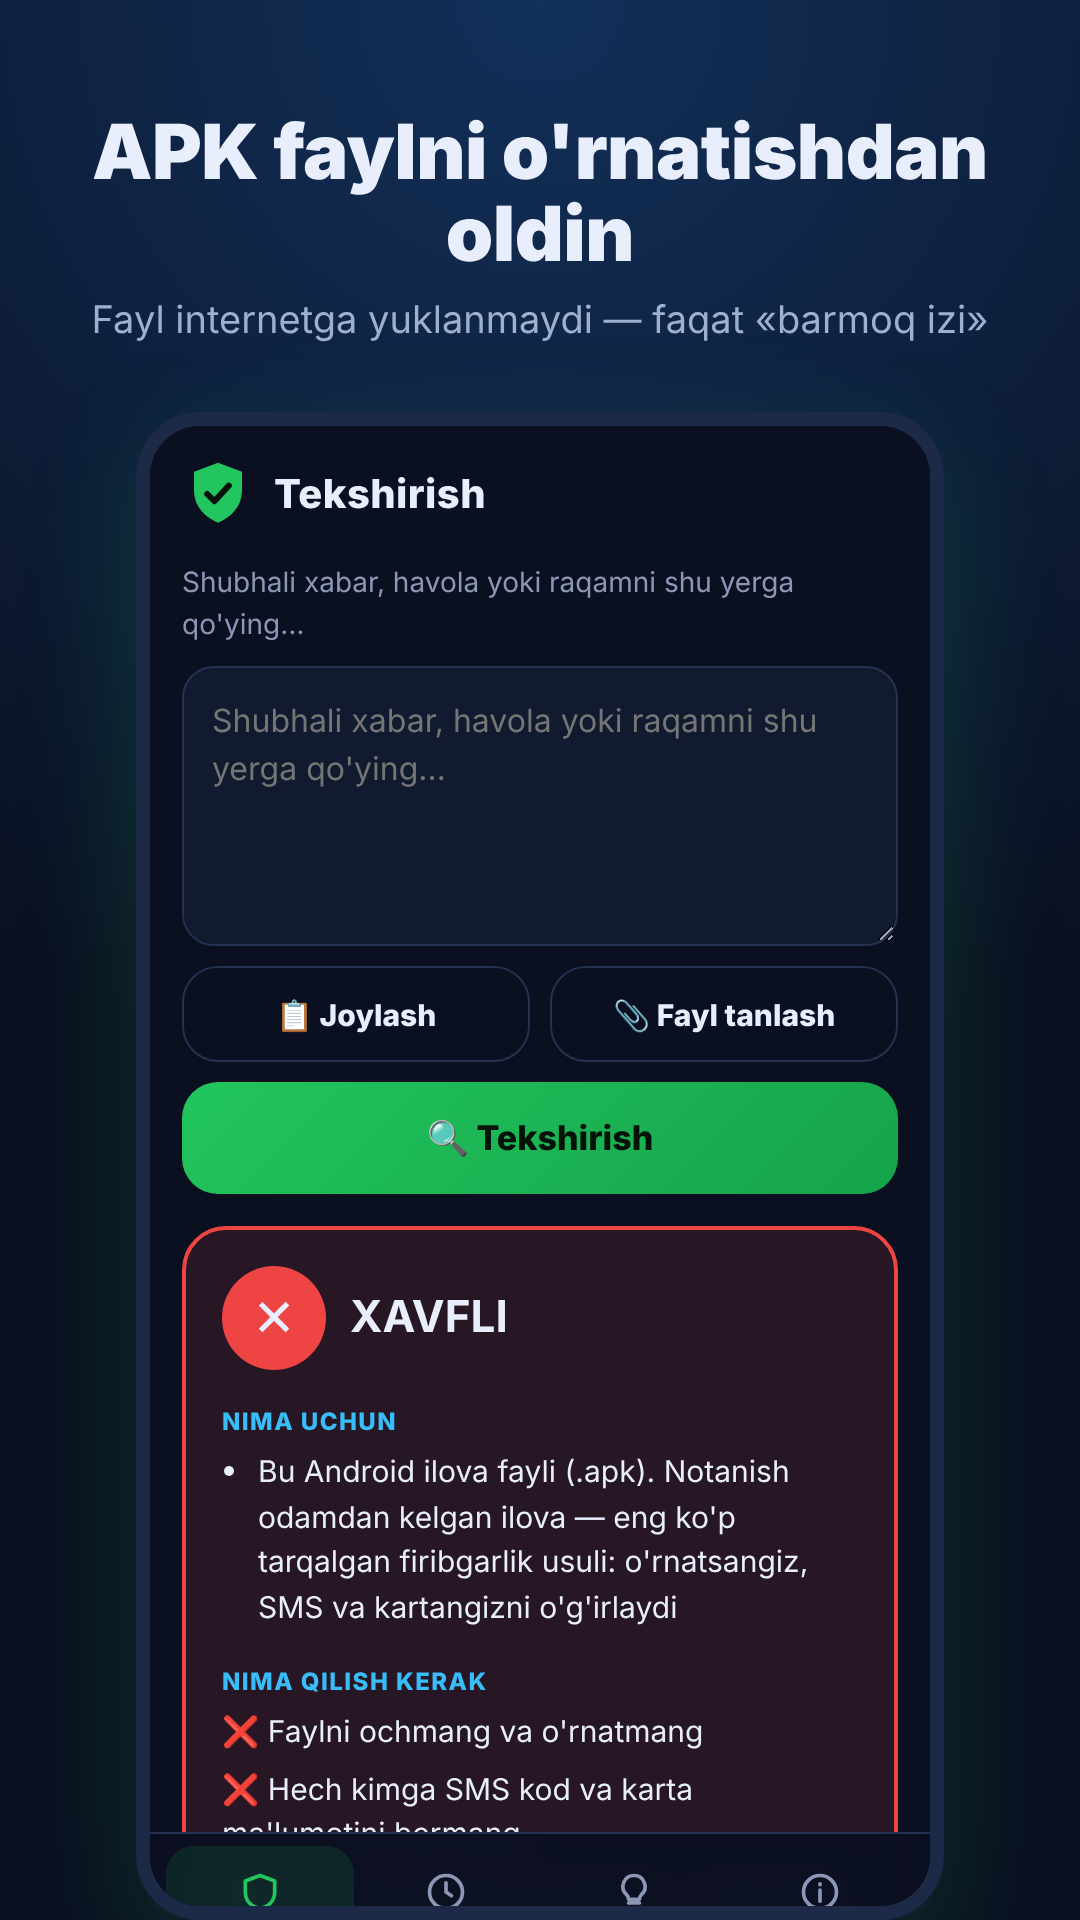 APK faylni o'rnatishdan
oldin
Fayl internetga yuklanmaydi — faqat «barmoq izi»
Tekshirish
Shubhali xabar, havola yoki raqamni shu yerga
qo'ying...
Shubhali xabar, havola yoki raqamni shu
yerga qo'ying...
📋 Joylash
📎 Fayl tanlash
🔍 Tekshirish
XAVFLI
NIMA UCHUN
• Bu Android ilova fayli (.apk). Notanish
odamdan kelgan ilova — eng ko'p
tarqalgan firibgarlik usuli: o'rnatsangiz,
SMS va kartangizni o'g'irlaydi
NIMA QILISH KERAK
❌ Faylni ochmang va o'rnatmang
❌ Hech kimga SMS kod va karta
ma'lumotini bermang